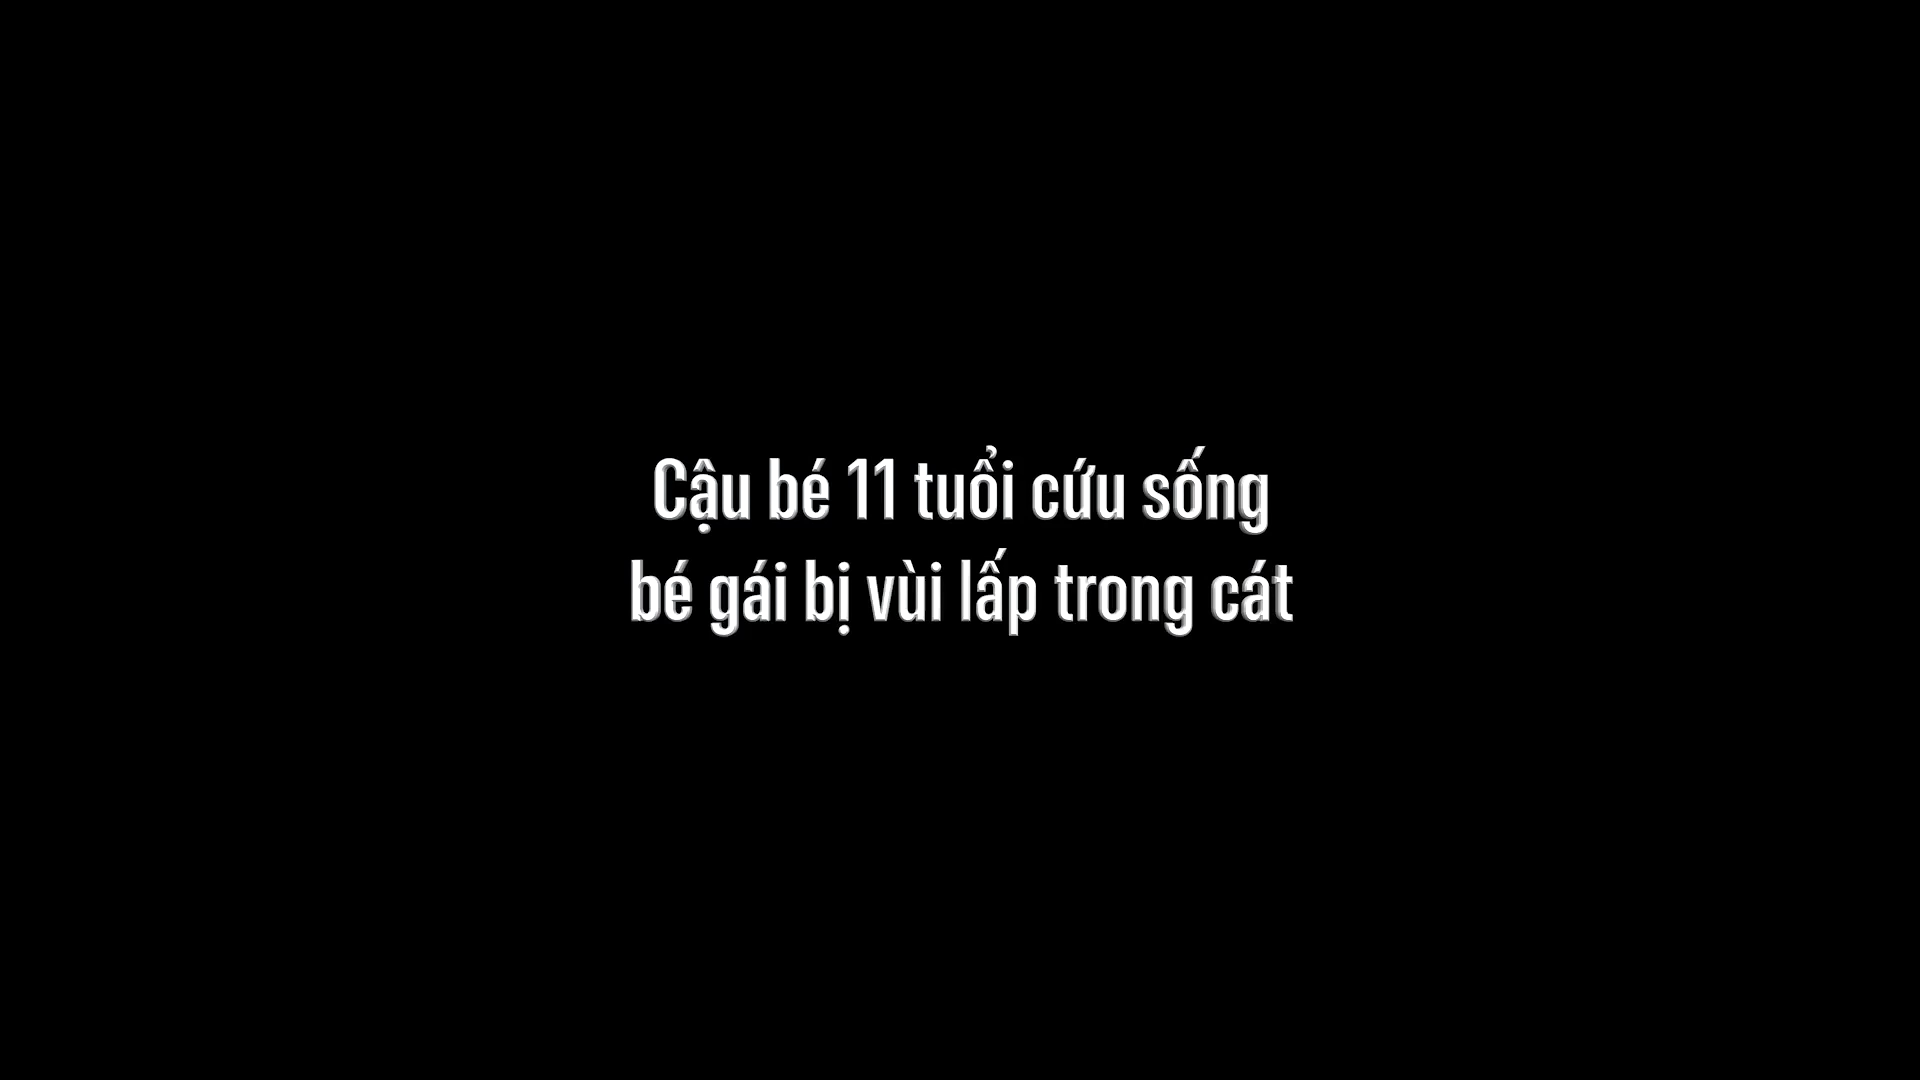 Cậu bé 11 tuổi cứu sống
bé gái bị vùi lấp trong cát